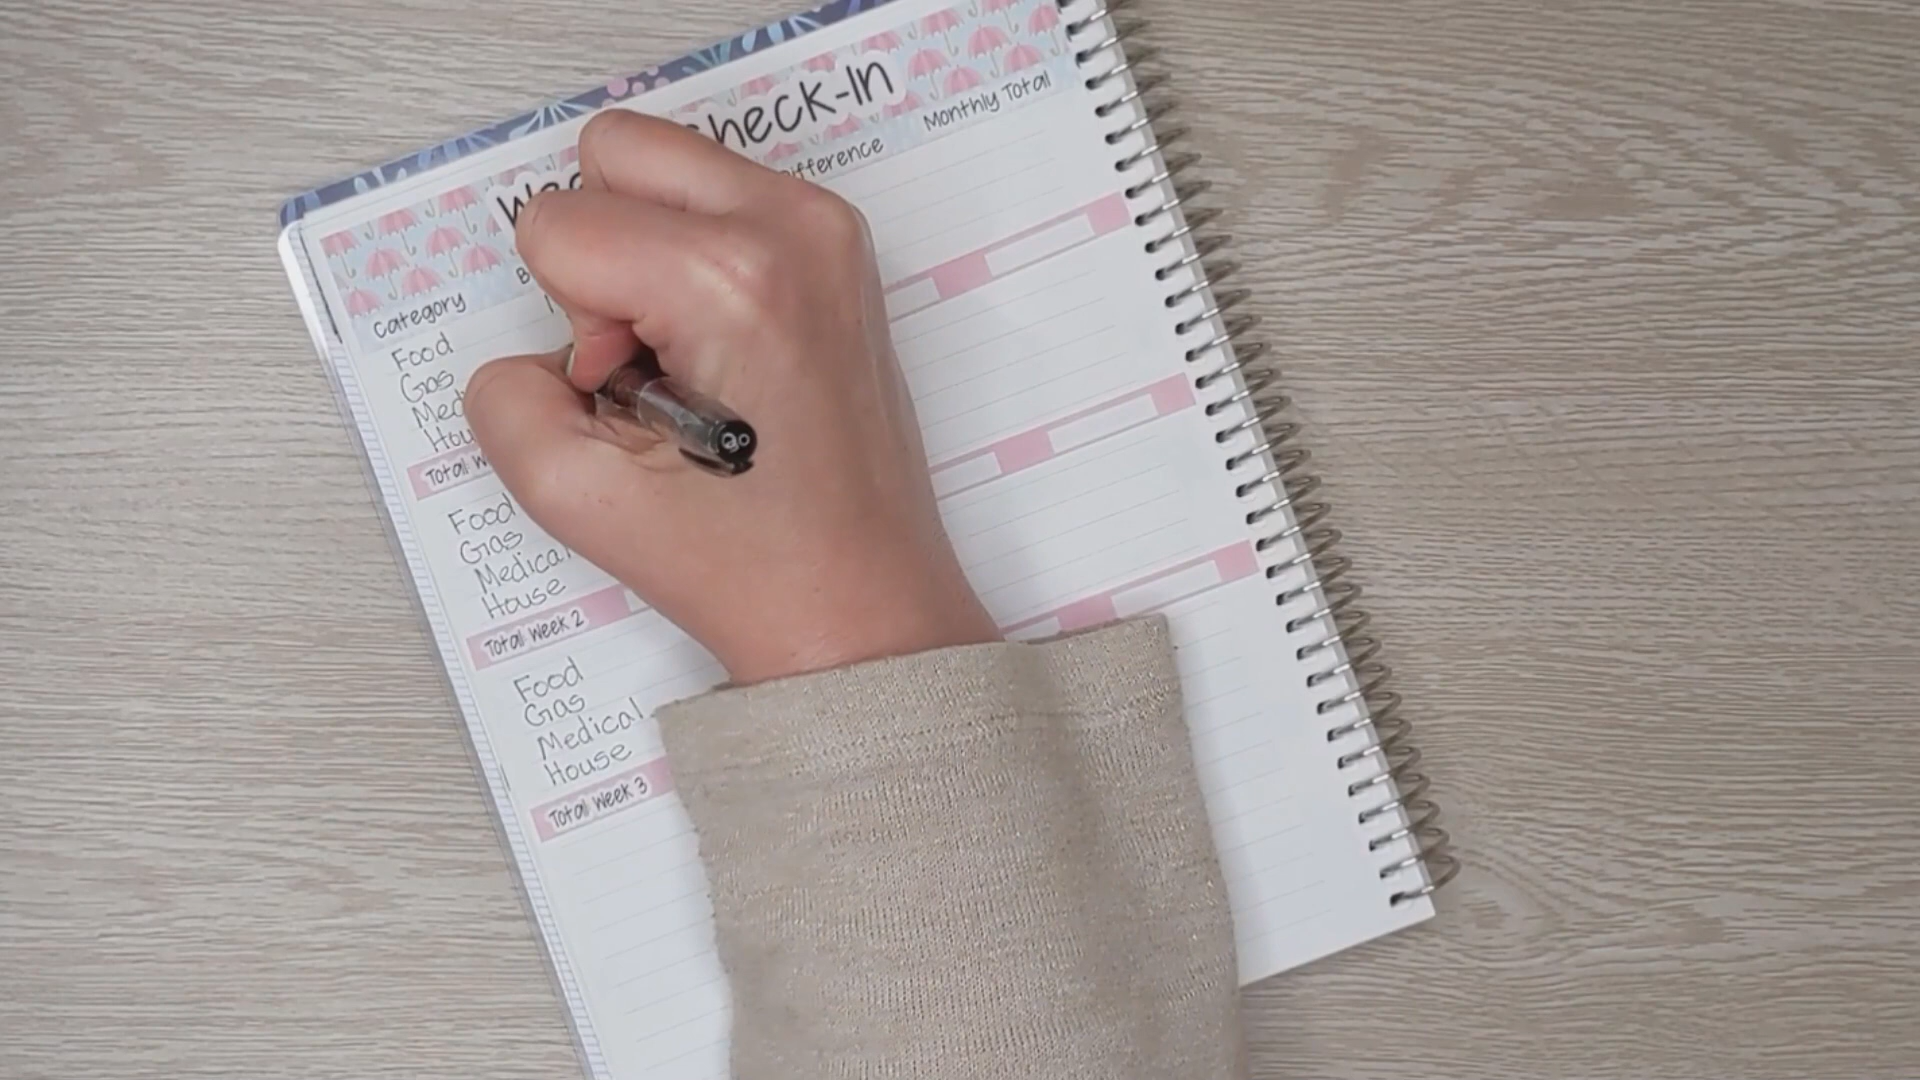 check-In
Category
Difference
Monthly Total
Food
Gas
Total
Food
Gas
Medical
House
Total Week 2
Food
Gas
Medical
House
Total Week 3